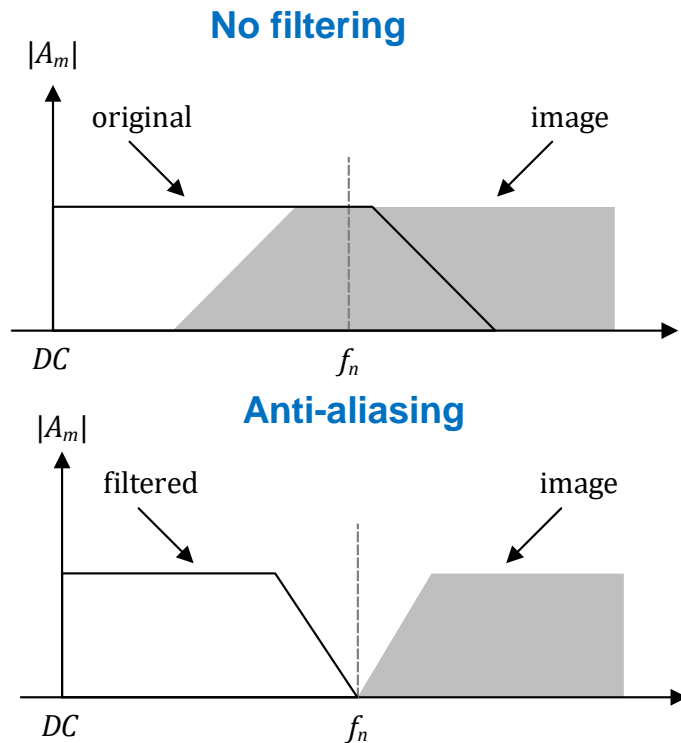 No filtering
|Aₘ|
original image
DC fₙ
Anti-aliasing
|Aₘ|
filtered image
DC fₙ